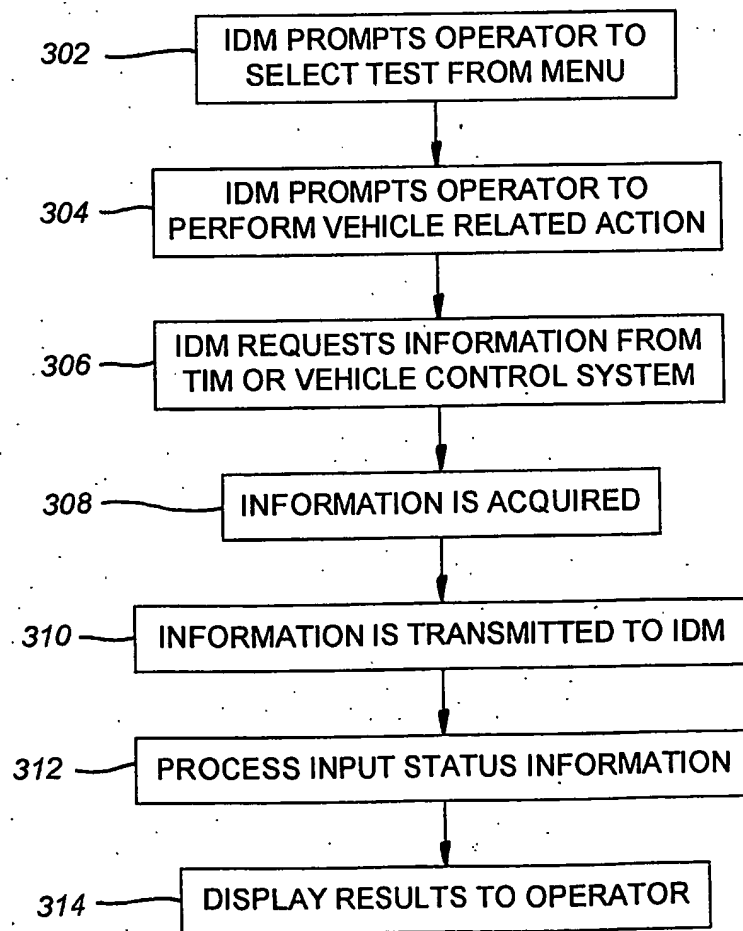 302
IDM PROMPTS OPERATOR TO
SELECT TEST FROM MENU
304
IDM PROMPTS OPERATOR TO
PERFORM VEHICLE RELATED ACTION
306
IDM REQUESTS INFORMATION FROM
TIM OR VEHICLE CONTROL SYSTEM
308
INFORMATION IS ACQUIRED
310
INFORMATION IS TRANSMITTED TO IDM
312
PROCESS INPUT STATUS INFORMATION
314
DISPLAY RESULTS TO OPERATOR